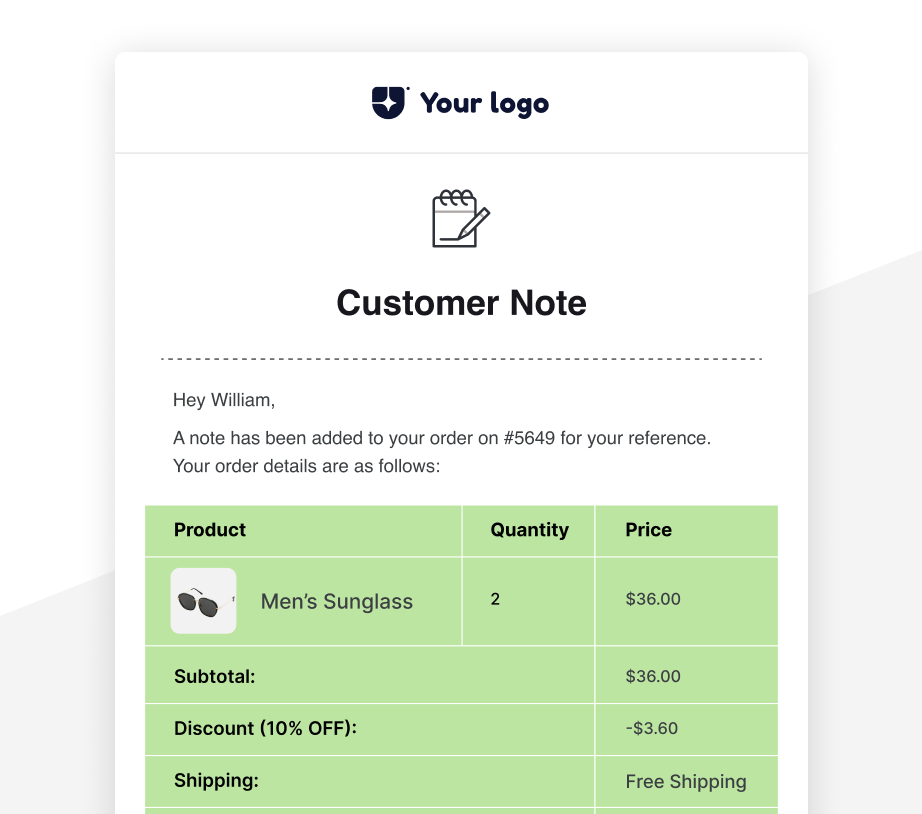 Your logo
Customer Note
Hey William,
A note has been added to your order on #5649 for your reference.
Your order details are as follows:
Product Quantity Price
Men’s Sunglass 2 $36.00
Subtotal: $36.00
Discount (10% OFF): -$3.60
Shipping: Free Shipping